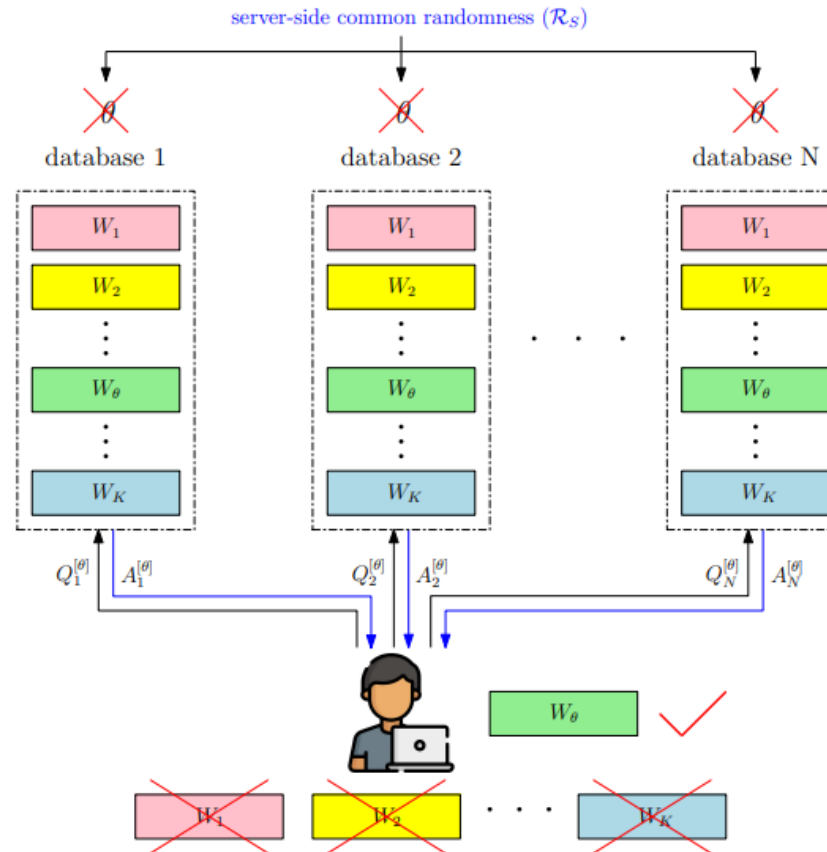 server-side common randomness (𝓡_S)
θ θ θ
database 1 database 2 database N
W_1 W_1 W_1
W_2 W_2 W_2
W_θ W_θ W_θ
W_K W_K W_K
Q_1^{[θ]} A_1^{[θ]} Q_2^{[θ]} A_2^{[θ]} Q_N^{[θ]} A_N^{[θ]}
W_θ
W_1 W_2 W_K